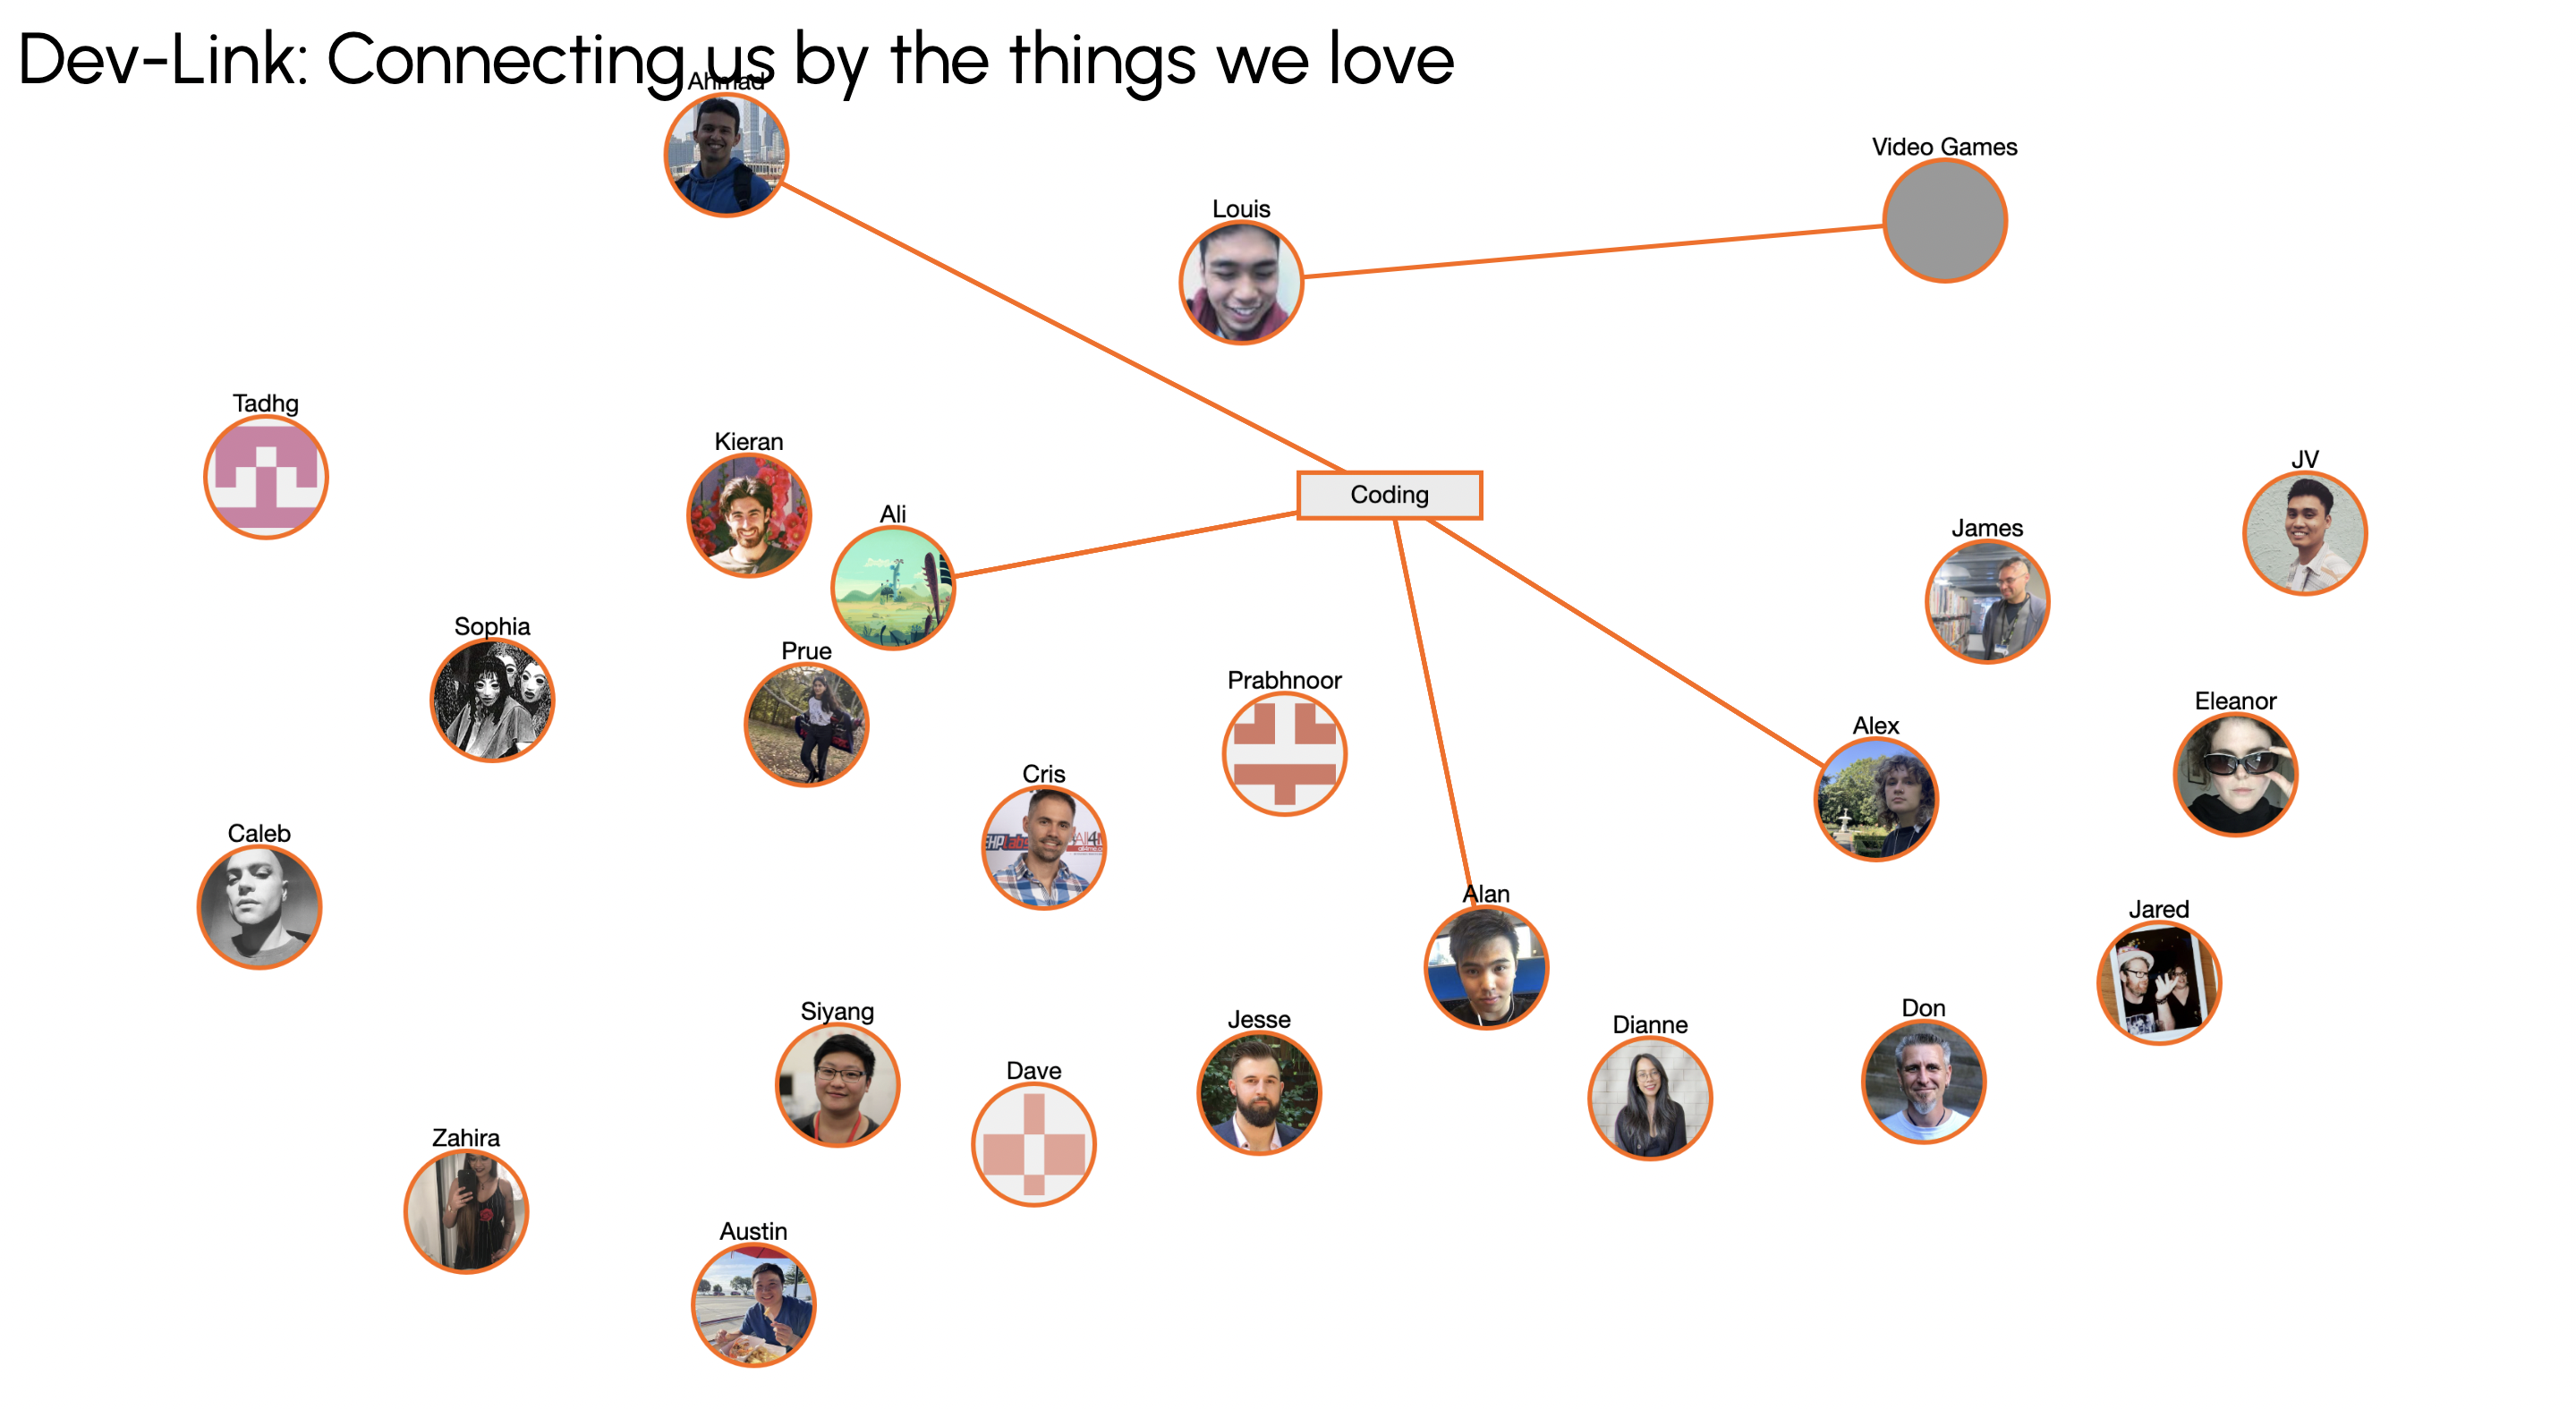 Dev-Link: Connecting us by the things we love
Ahmad
Video Games
Louis
Tadhg
Kieran
JV
Coding
Ali
James
Sophia
Prue
Prabhnoor
Eleanor
Alex
Cris
Caleb
EHPlabs
Alan
Jared
Don
Siyang
Jesse
Dianne
Dave
Zahira
Austin